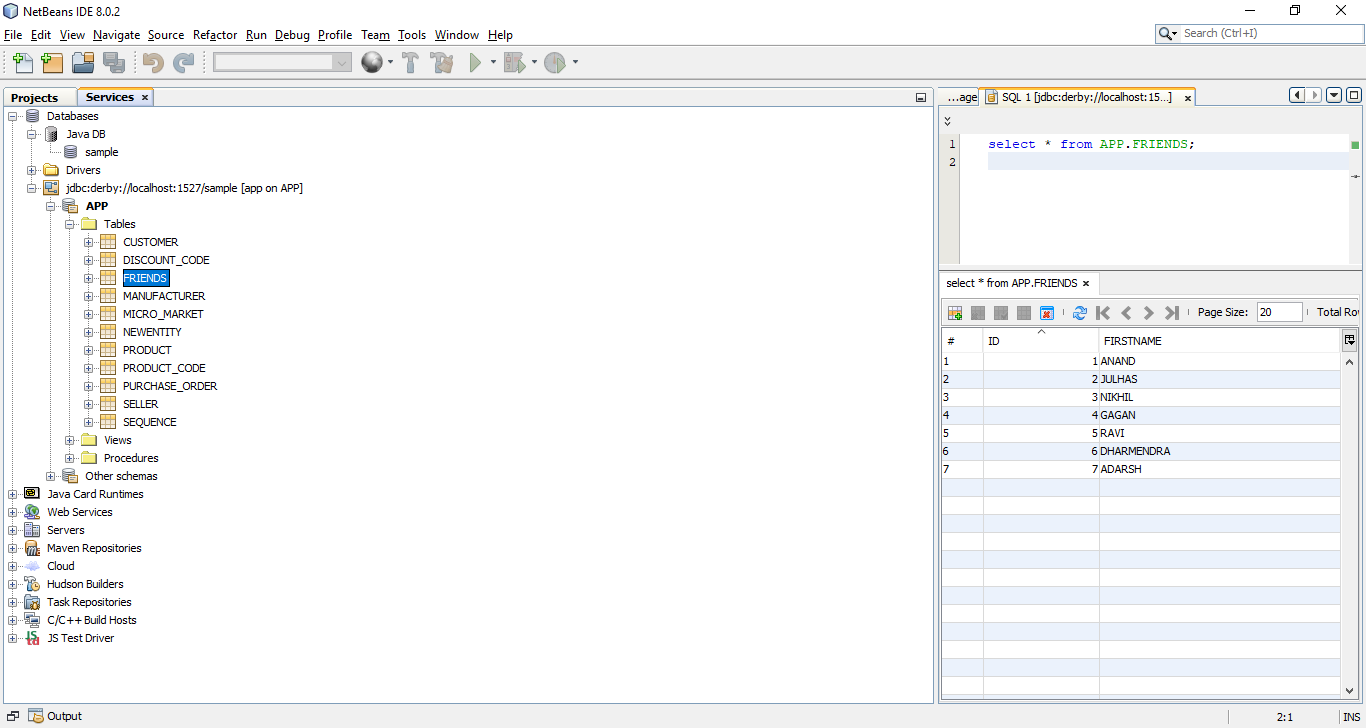 NetBeans IDE 8.0.2
File Edit View Navigate Source Refactor Run Debug Profile Team Tools Window Help
Search (Ctrl+I)
Projects
Services
Databases
Java DB
sample
Drivers
jdbc:derby://localhost:1527/sample [app on APP]
APP
Tables
CUSTOMER
DISCOUNT_CODE
FRIENDS
MANUFACTURER
MICRO_MARKET
NEWENTITY
PRODUCT
PRODUCT_CODE
PURCHASE_ORDER
SELLER
SEQUENCE
Views
Procedures
Other schemas
Java Card Runtimes
Web Services
Servers
Maven Repositories
Cloud
Hudson Builders
Task Repositories
C/C++ Build Hosts
JS Test Driver
...age
SQL 1 [jdbc:derby://localhost:15...]
1 select * from APP.FRIENDS;
2
select * from APP.FRIENDS
Page Size: 20 Total Ro
# ID FIRSTNAME
1 1 ANAND
2 2 JULHAS
3 3 NIKHIL
4 4 GAGAN
5 5 RAVI
6 6 DHARMENDRA
7 7 ADARSH
Output
2:1 INS